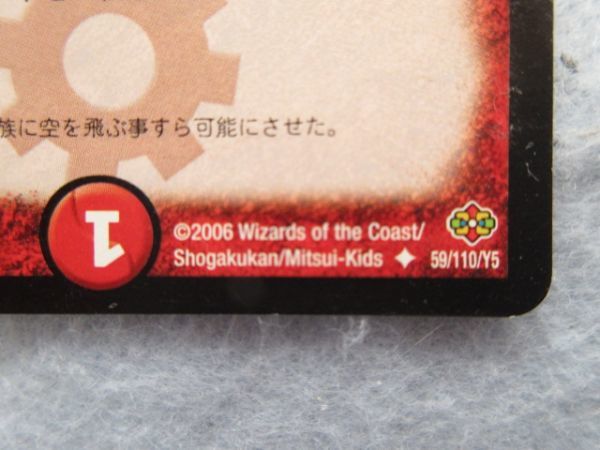 族に空を飛ぶ事すら可能にさせた。
1
©2006 Wizards of the Coast/
Shogakukan/Mitsui-Kids
59/110/Y5